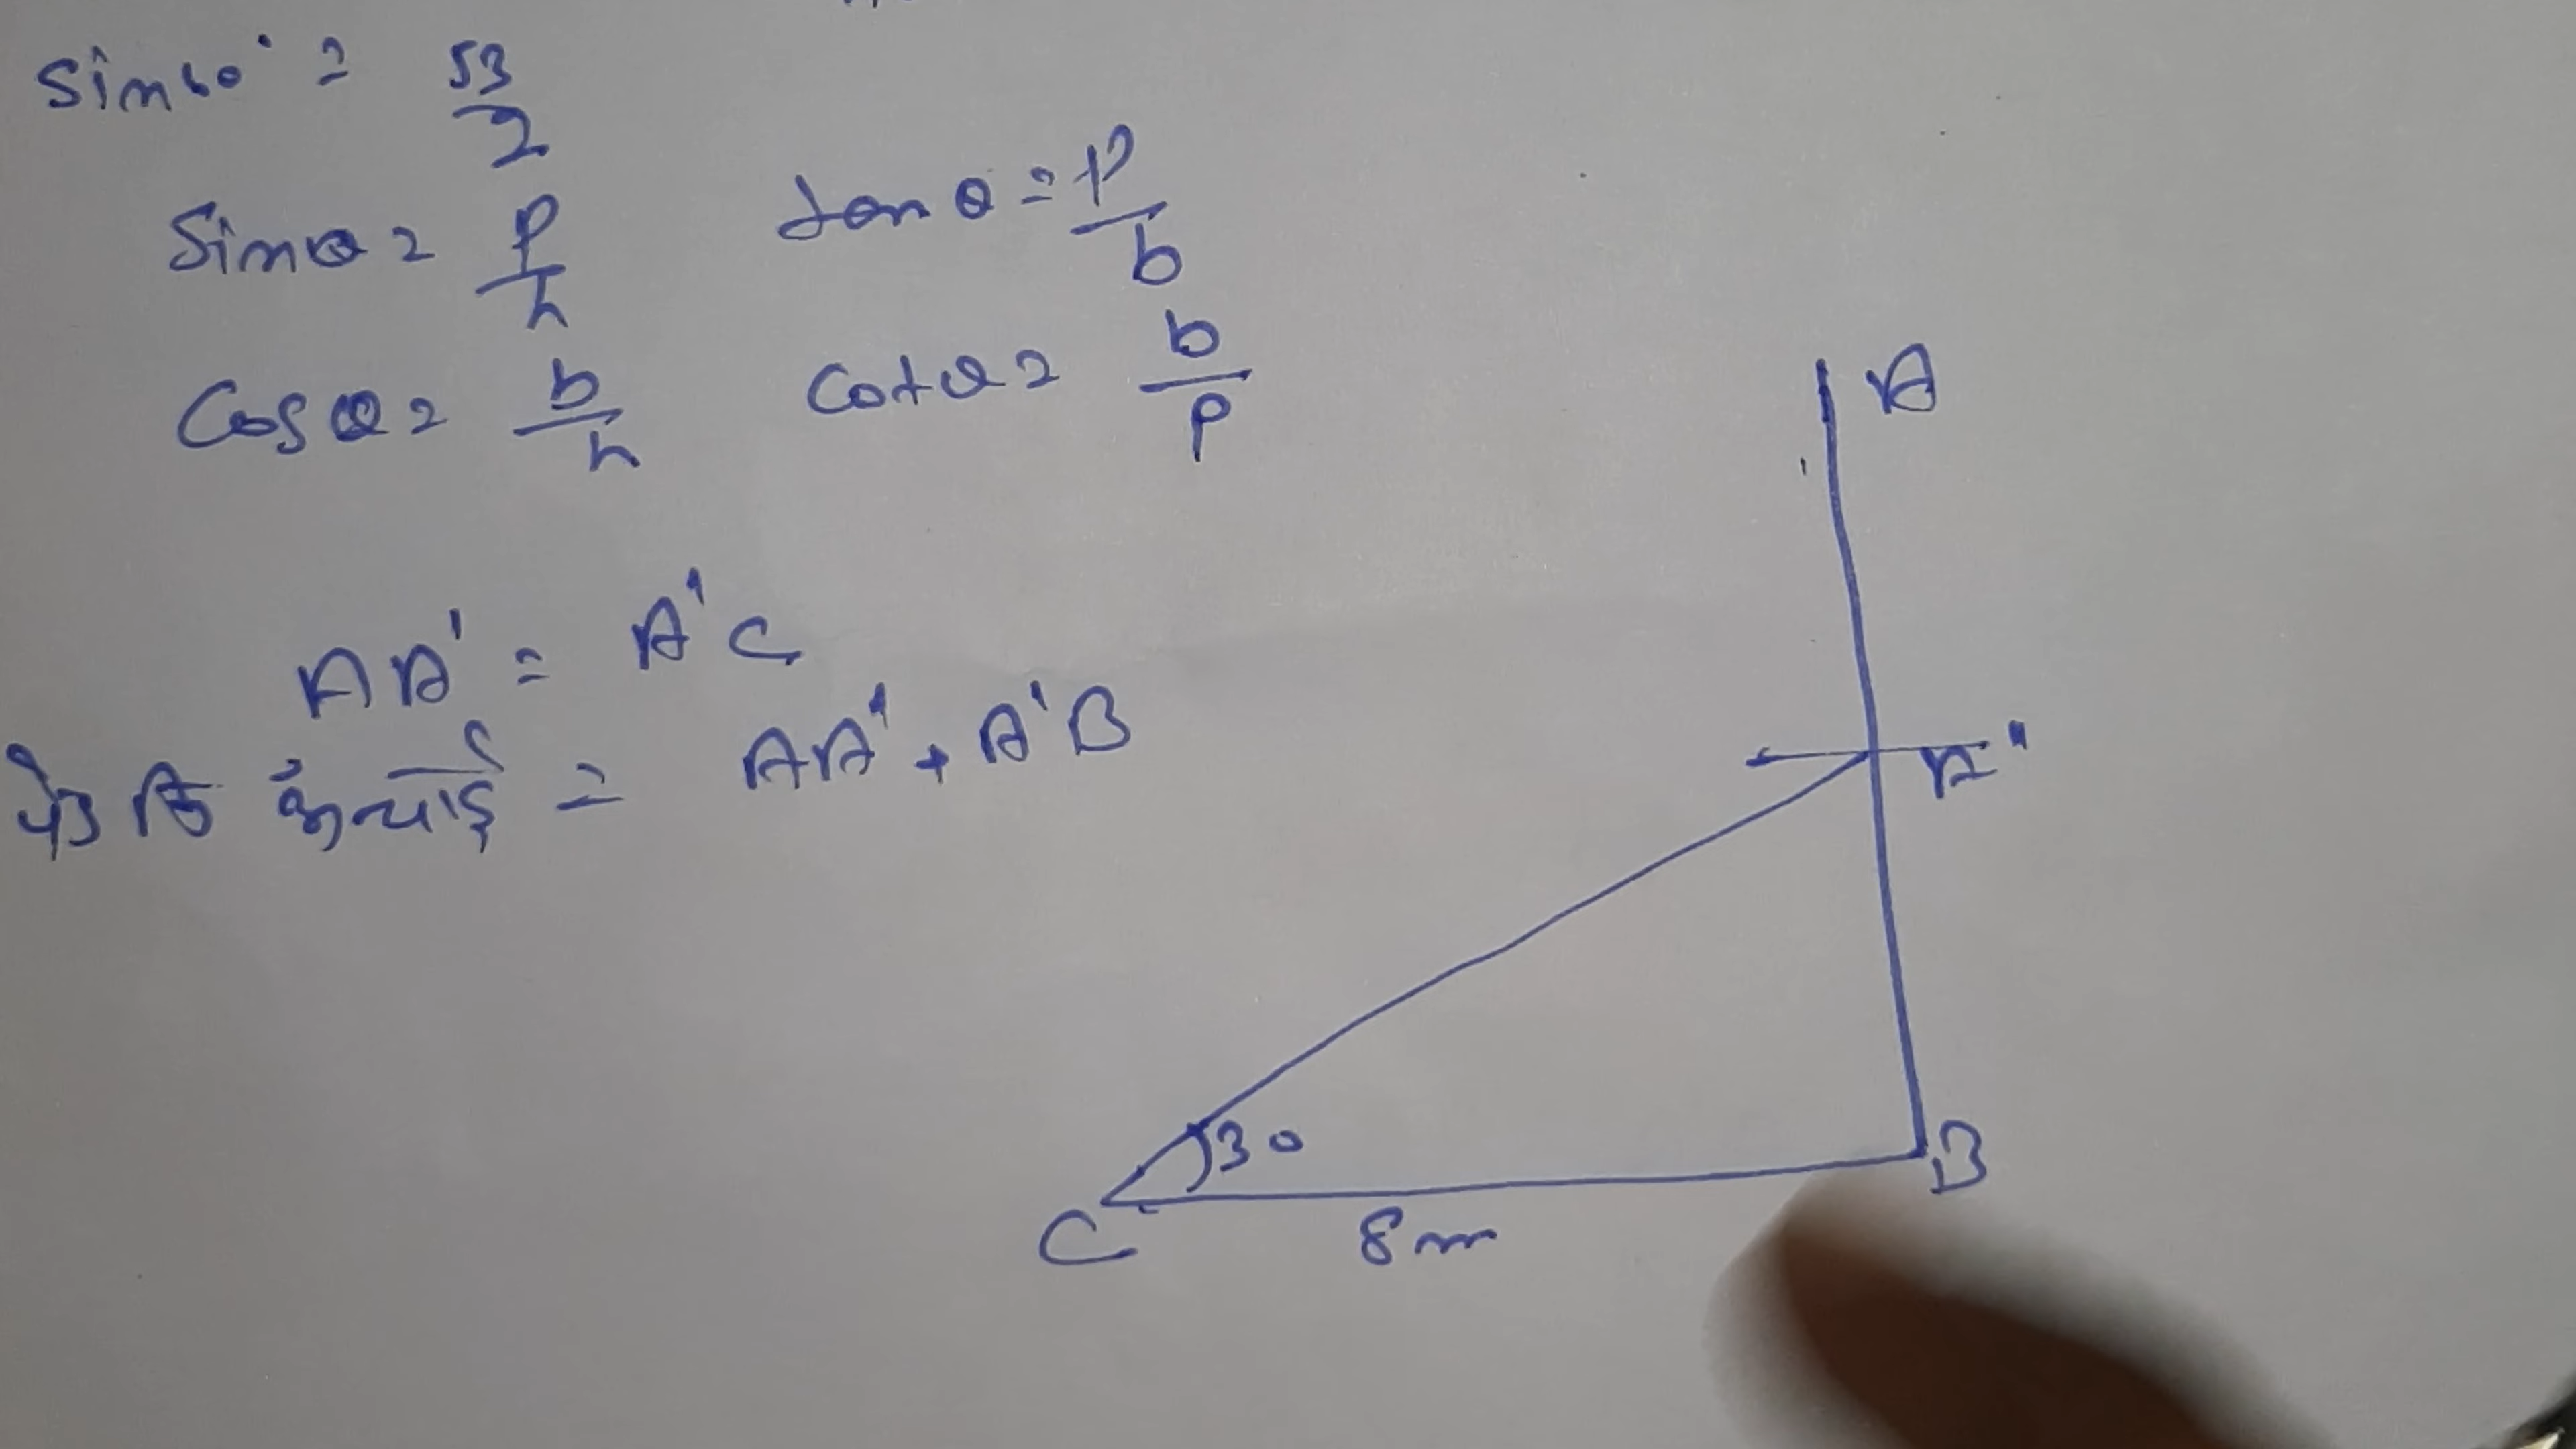 Sin60° = √3/2
Sinθ = p/h
tanθ = p/b
Cosθ = b/h
Cotθ = b/p
AA' = A'C
पेड कि ऊँचाई = AA' + A'B
A
A'
30
B
C
8m